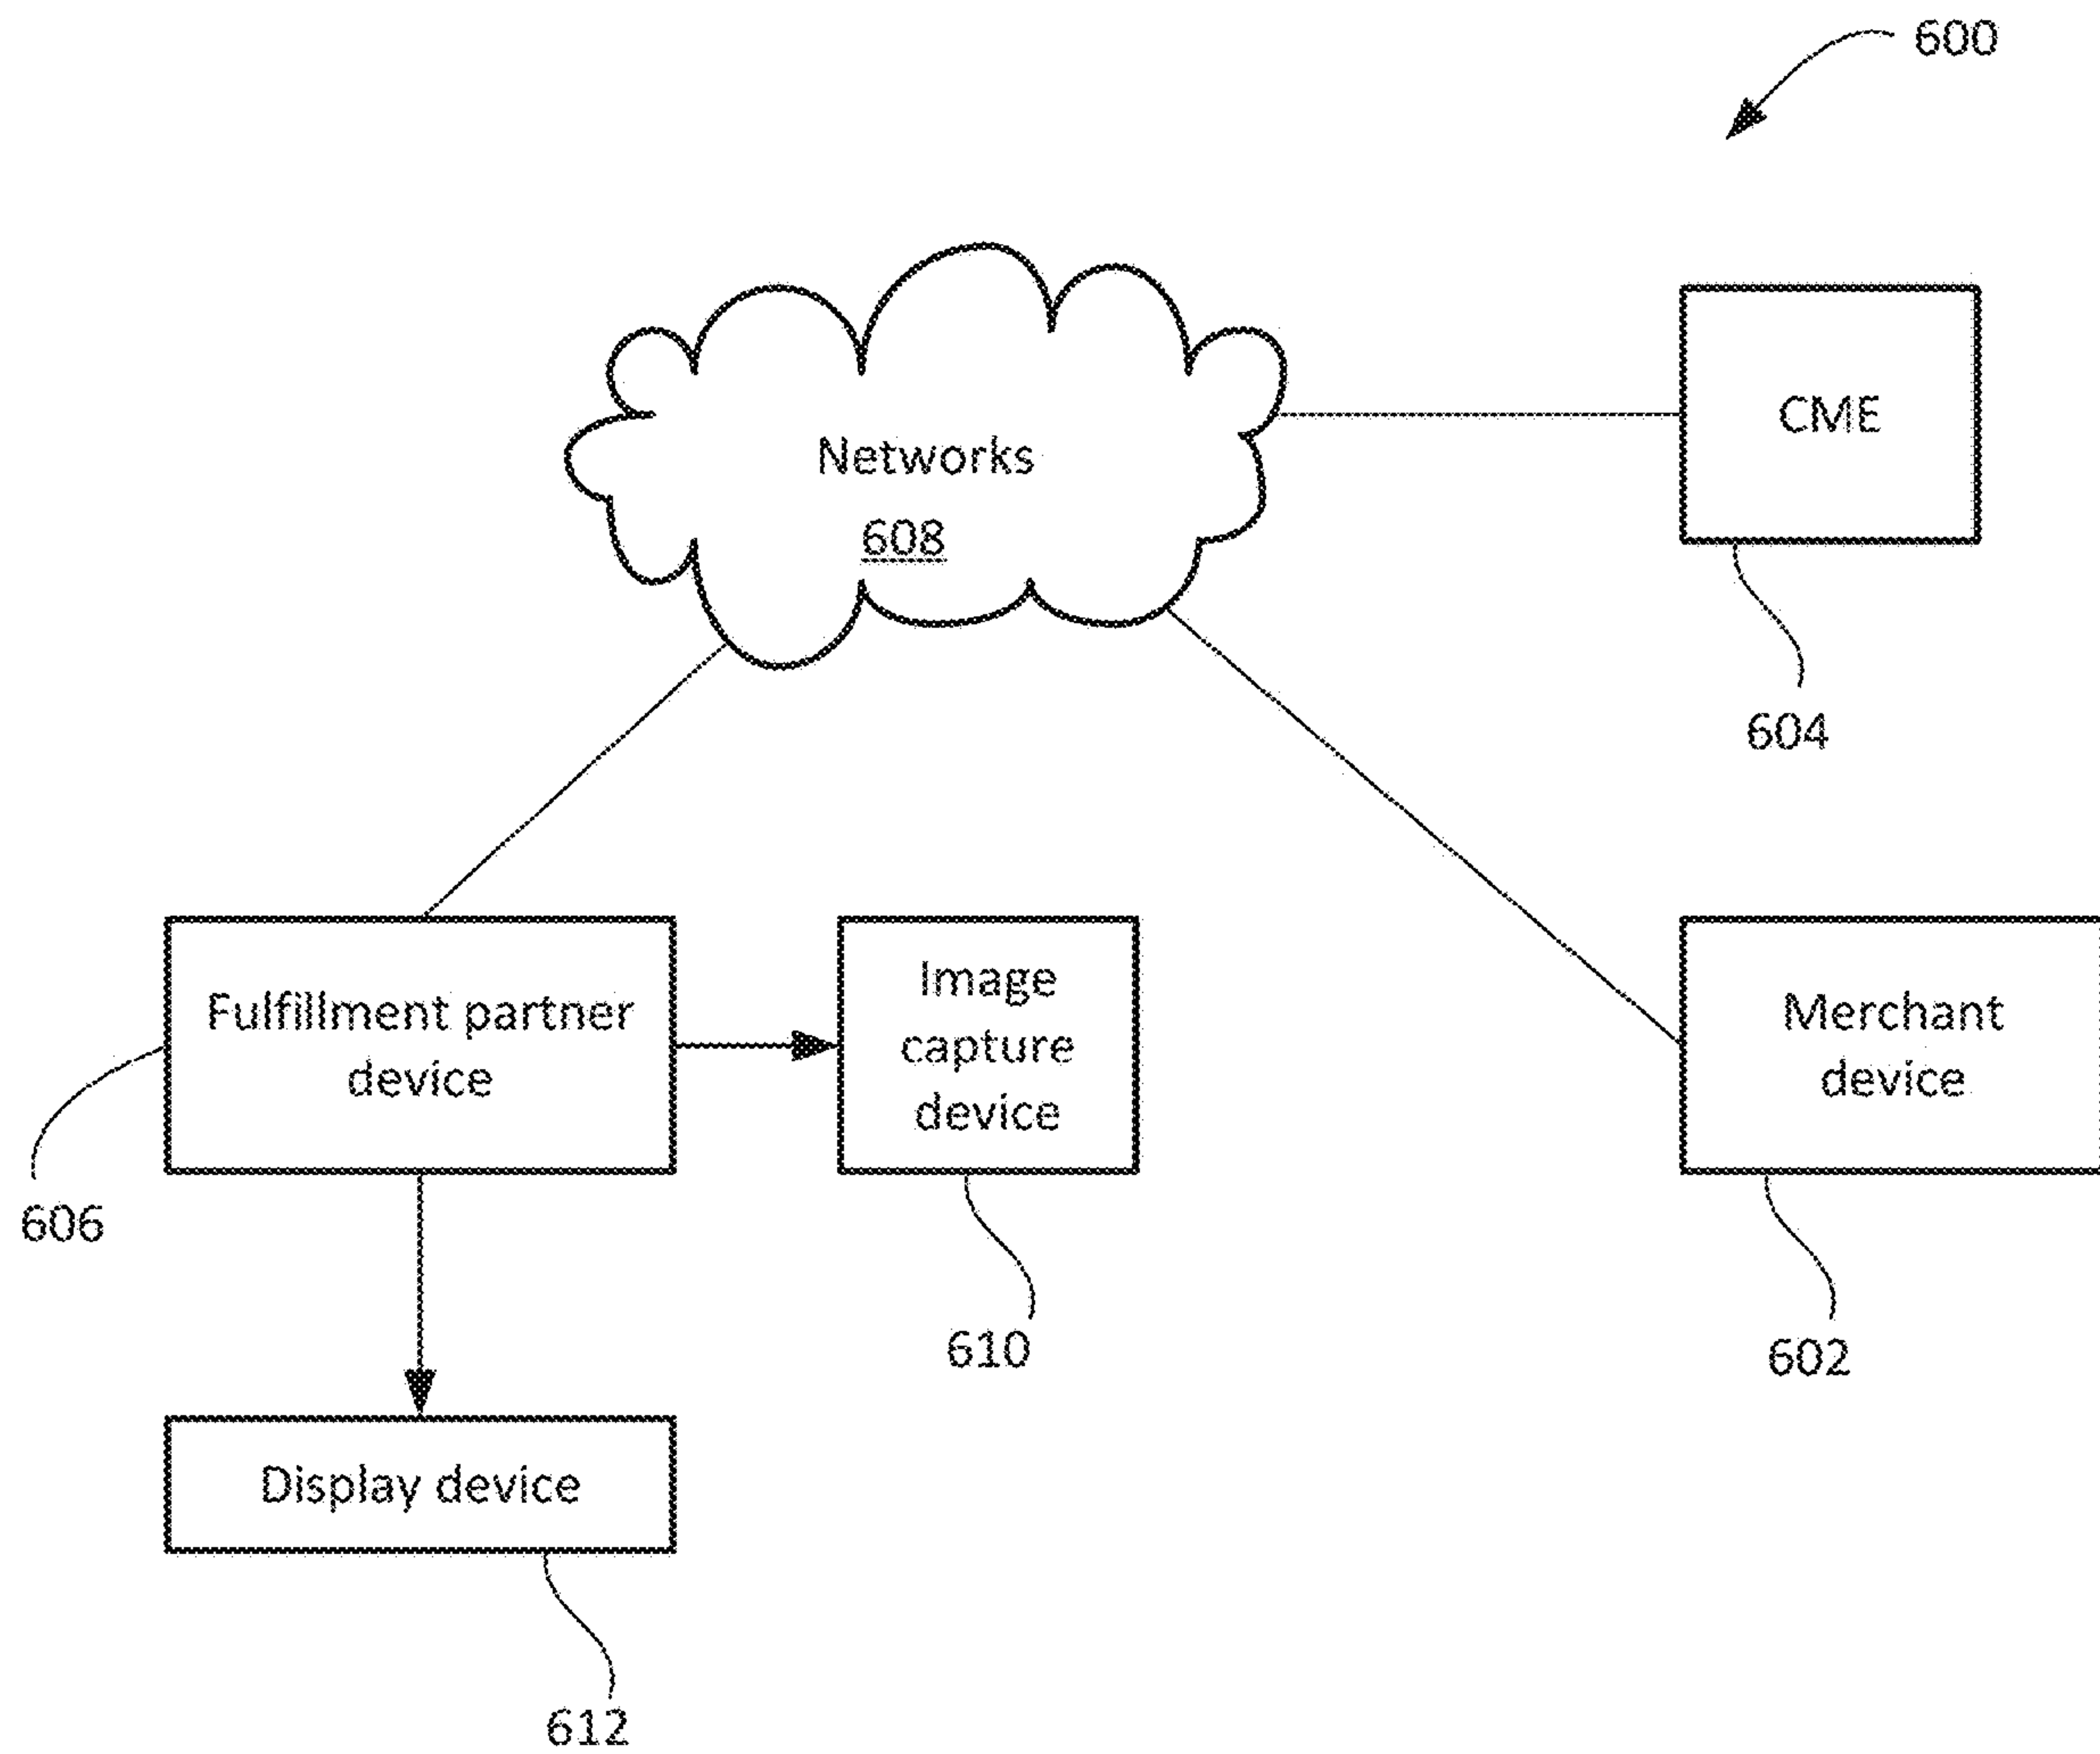 600
Networks
608
CME
604
Fulfillment partner
device
606
Image
capture
device
610
Merchant
device
602
Display device
612